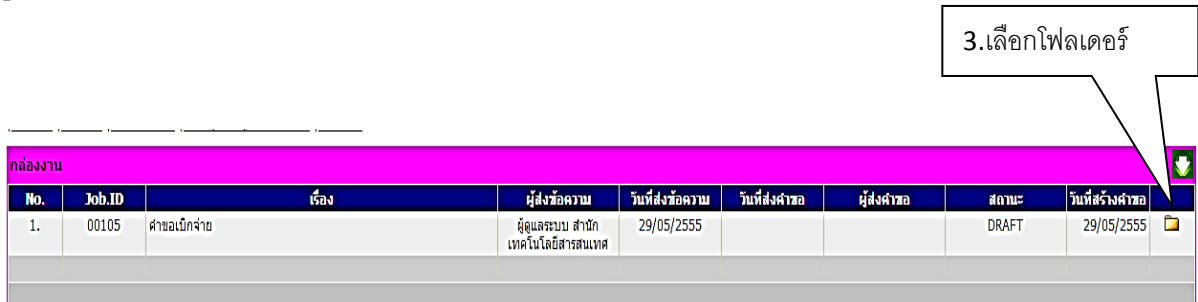 3.เลือกโฟลเดอร์
กล่องงาน
No. Job.ID เรื่อง ผู้ส่งข้อความ วันที่ส่งข้อความ วันที่ส่งคำขอ ผู้ส่งคำขอ สถานะ วันที่สร้างคำขอ
1. 00105 คำขอเบิกจ่าย ผู้ดูแลระบบ สำนัก 29/05/2555 DRAFT 29/05/2555
เทคโนโลยีสารสนเทศ